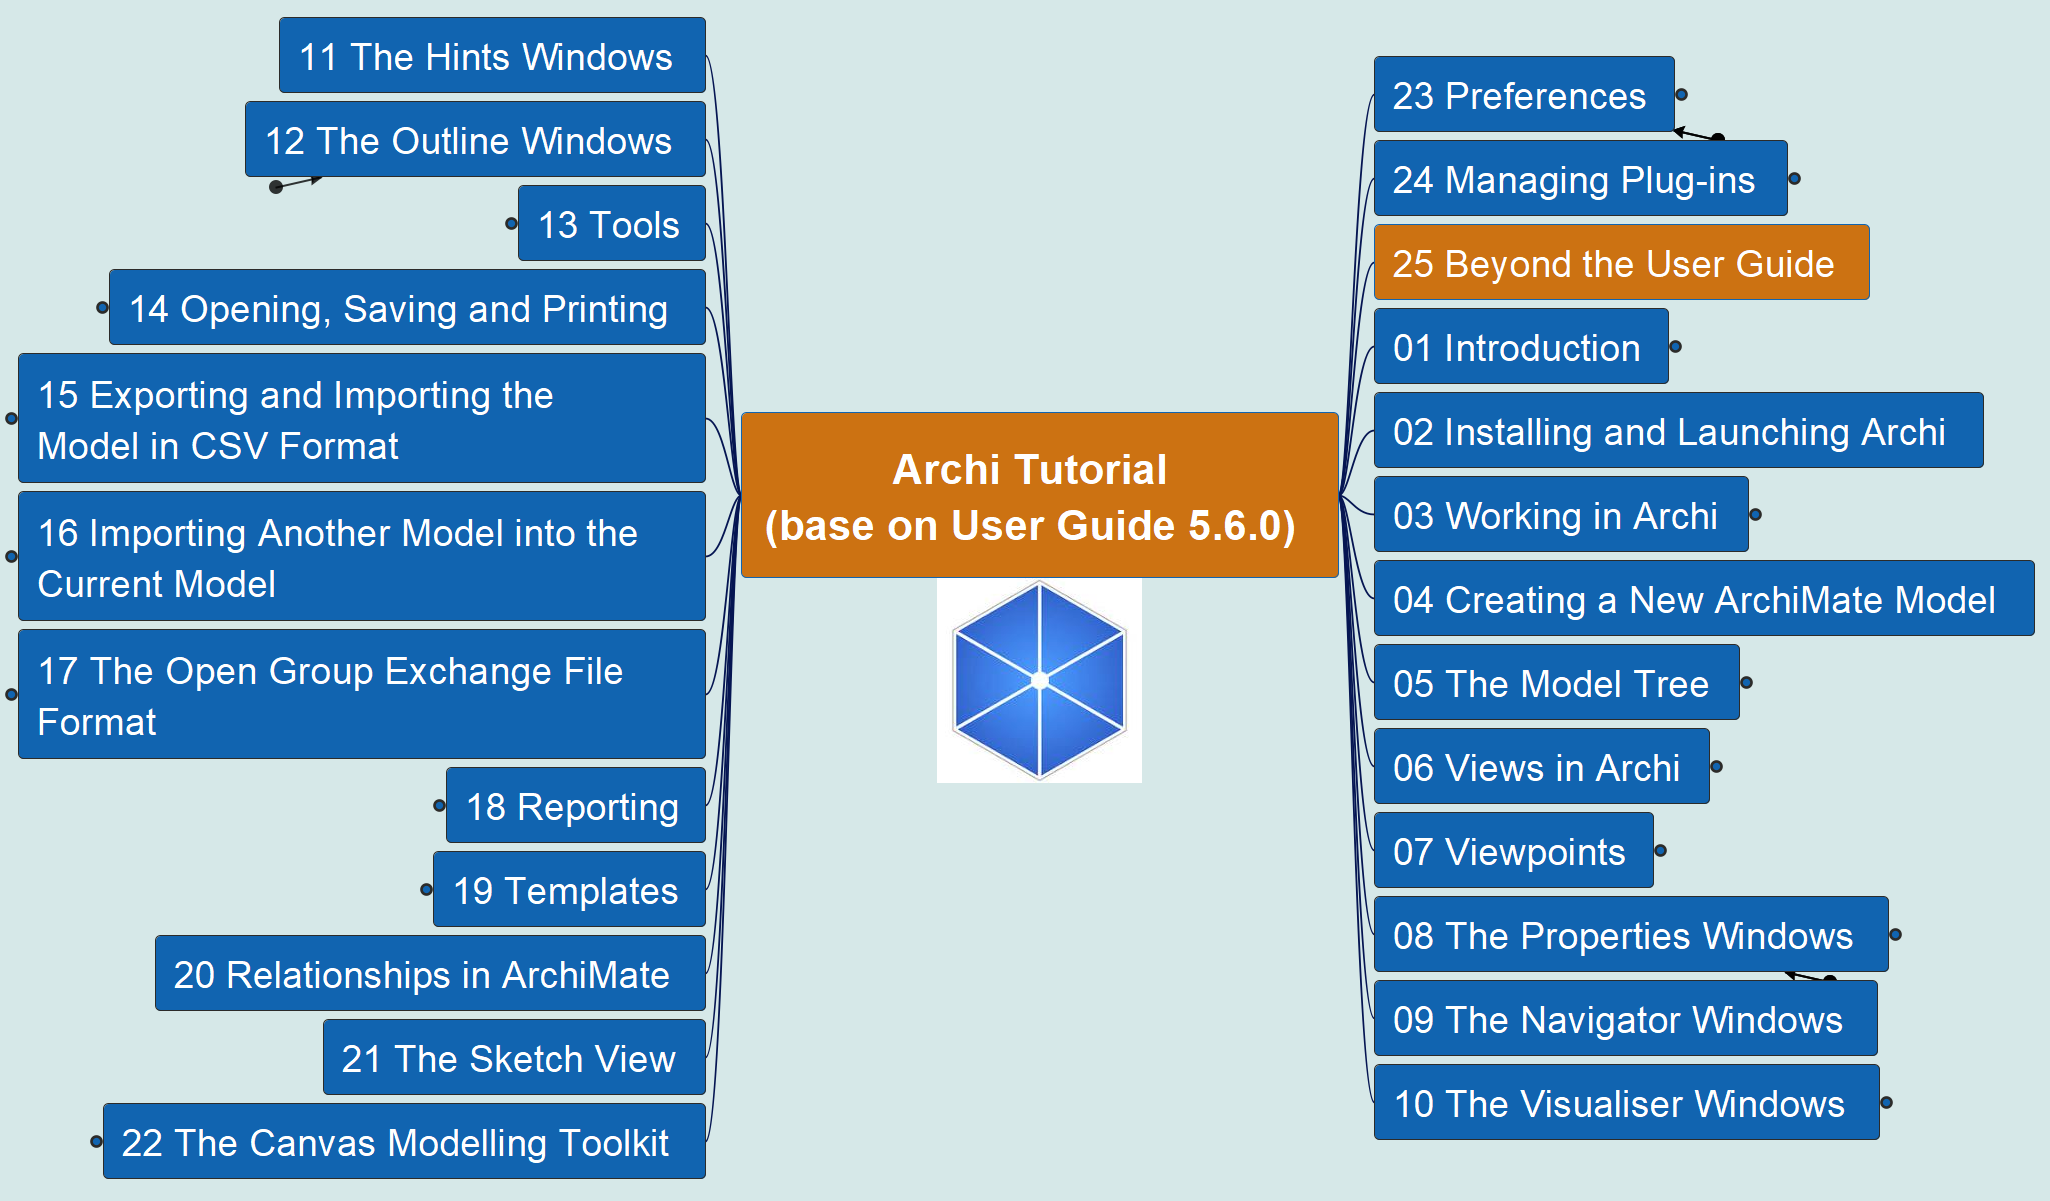 11 The Hints Windows
12 The Outline Windows
13 Tools
14 Opening, Saving and Printing
15 Exporting and Importing the
Model in CSV Format
16 Importing Another Model into the
Current Model
17 The Open Group Exchange File
Format
18 Reporting
19 Templates
20 Relationships in ArchiMate
21 The Sketch View
22 The Canvas Modelling Toolkit
Archi Tutorial
(base on User Guide 5.6.0)
23 Preferences
24 Managing Plug-ins
25 Beyond the User Guide
01 Introduction
02 Installing and Launching Archi
03 Working in Archi
04 Creating a New ArchiMate Model
05 The Model Tree
06 Views in Archi
07 Viewpoints
08 The Properties Windows
09 The Navigator Windows
10 The Visualiser Windows